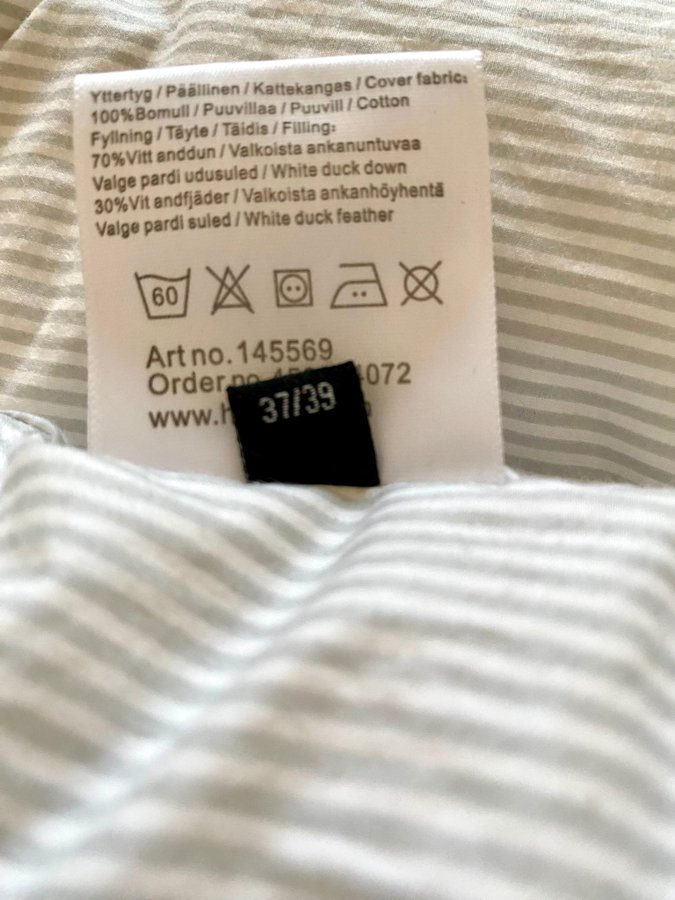 Yttertyg / Päällinen / Kattekangas / Cover fabric:
100%Bomull / Puuvillaa / Puuvill / Cotton
Fyllning / Täyte / Täidis / Filling:
70%Vitt anddun / Valkoista ankanuntuvaa
Valge pardi udusuled / White duck down
30%Vit andfjäder / Valkoista ankanhöyhentä
Valge pardi suled / White duck feather
60
Art no. 145569
Order no.
www.
37/39